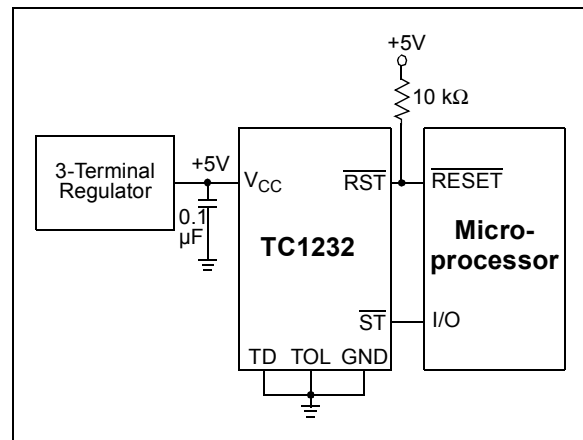 +5V
10 kΩ
3-Terminal
Regulator
+5V
0.1
µF
VCC
RST
RESET
TC1232
Micro-
processor
ST
I/O
TD TOL GND